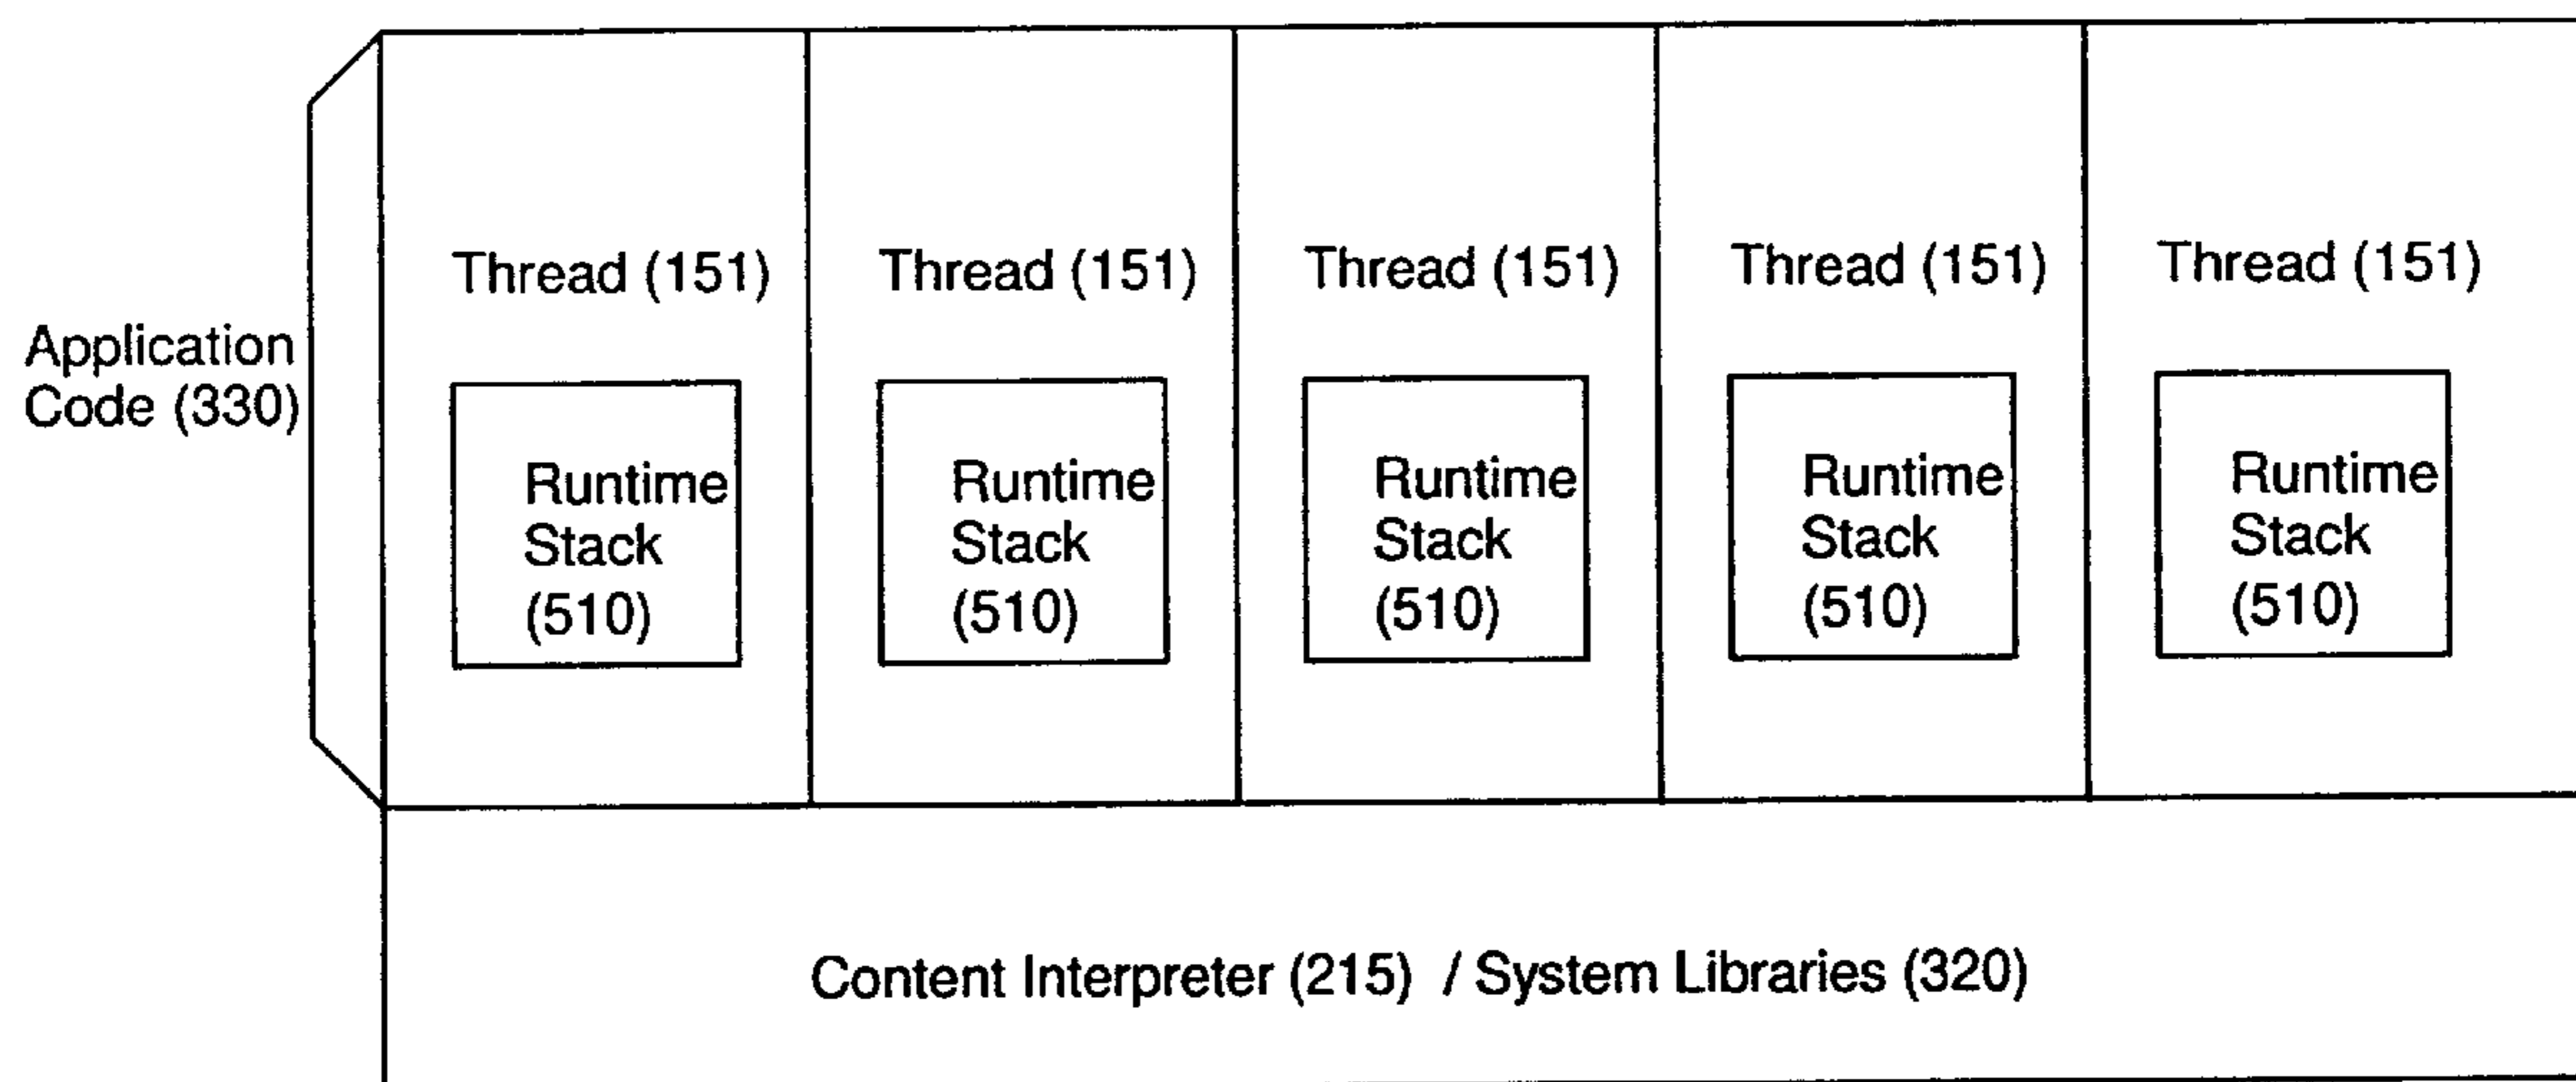 Thread (151)
Thread (151)
Thread (151)
Thread (151)
Thread (151)
Application
Code (330)
Runtime
Stack
(510)
Runtime
Stack
(510)
Runtime
Stack
(510)
Runtime
Stack
(510)
Runtime
Stack
(510)
Content Interpreter (215) / System Libraries (320)